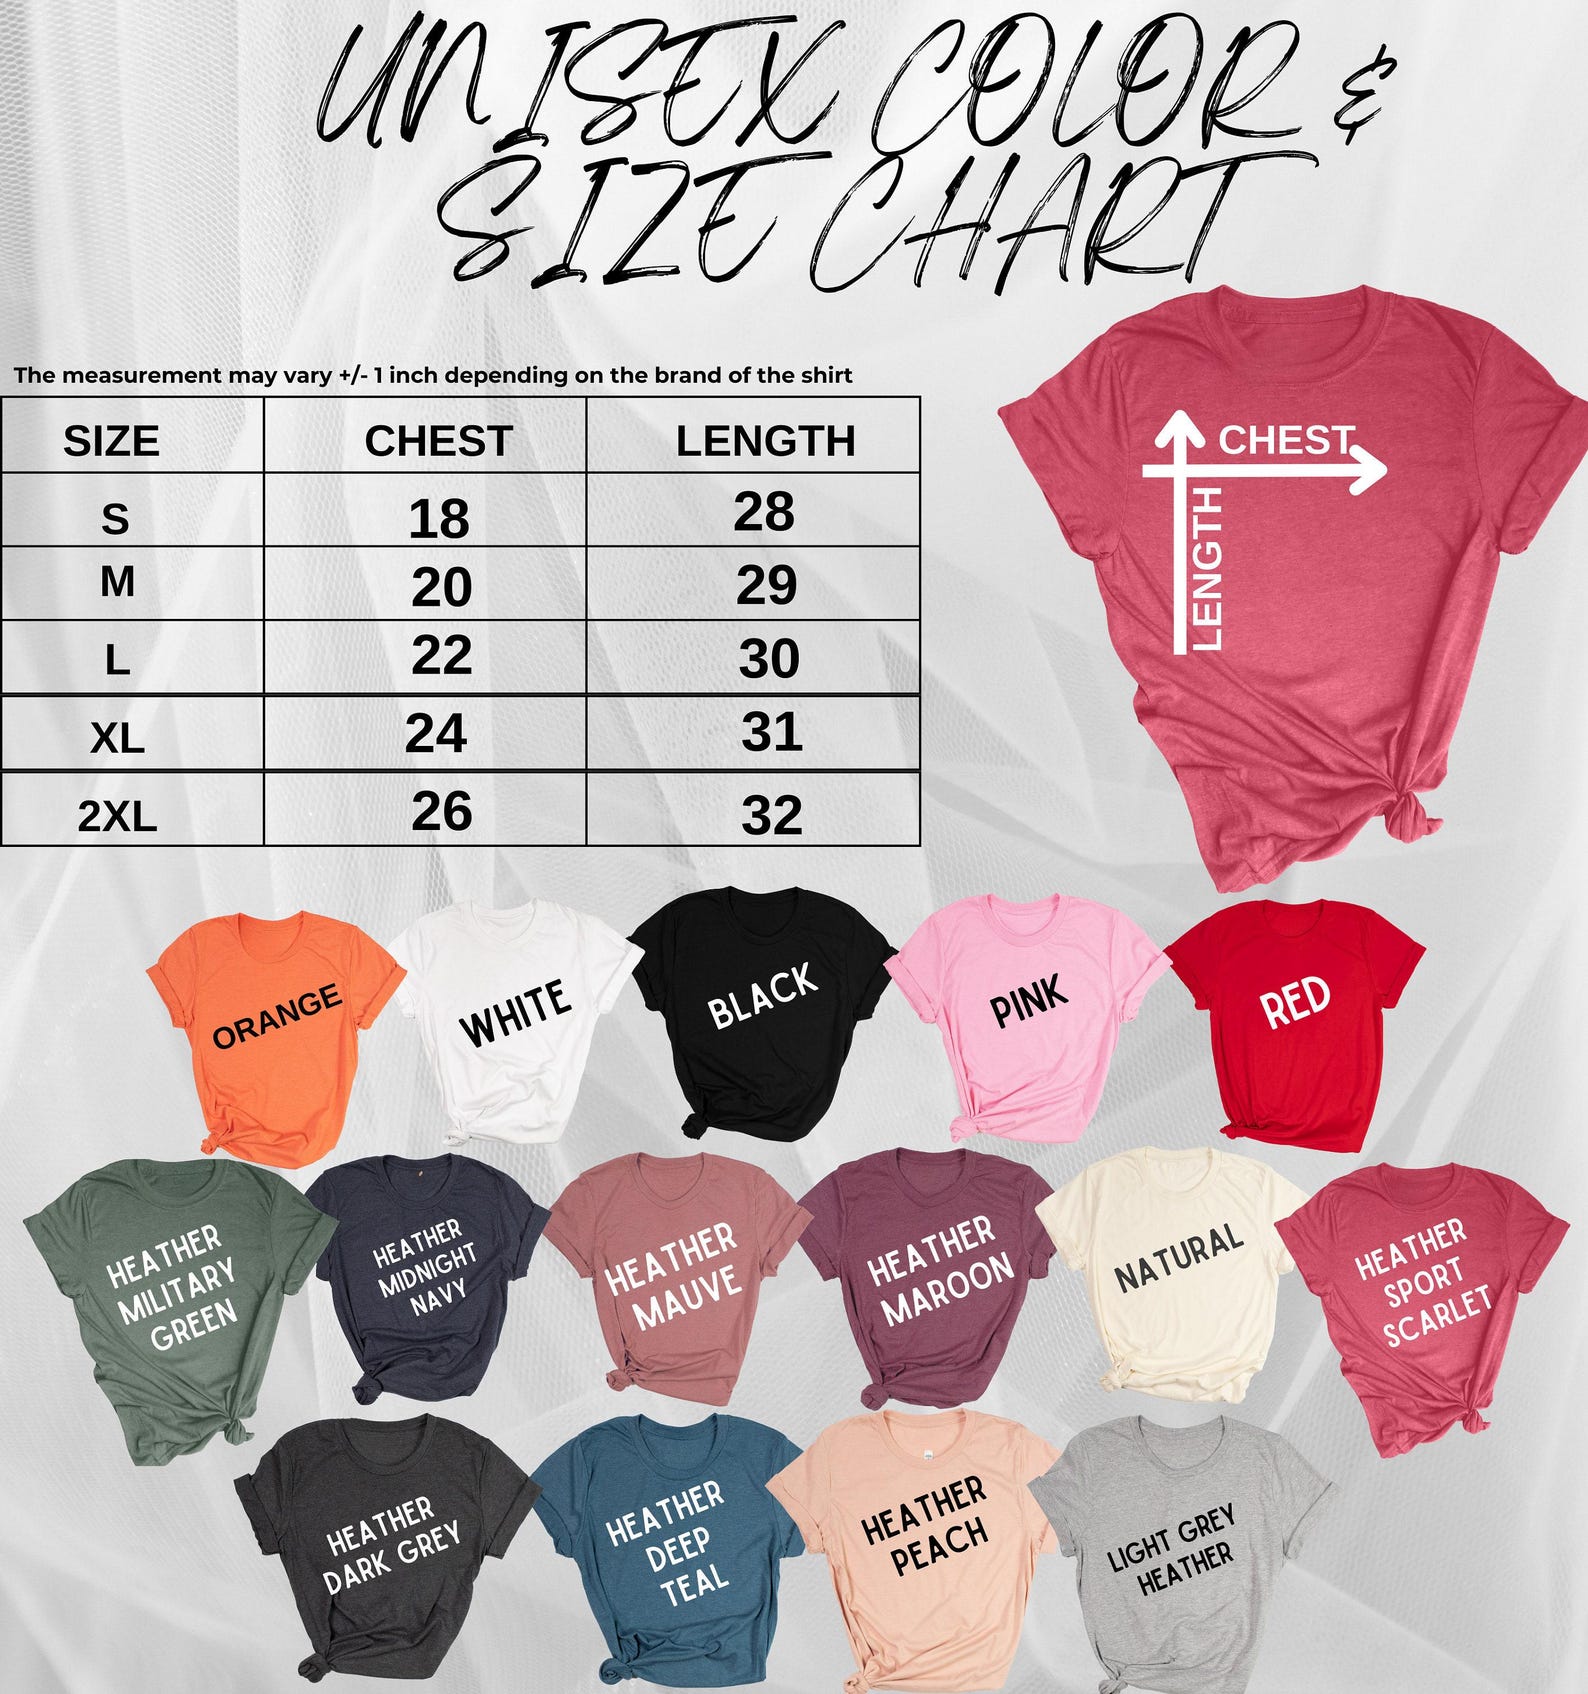 UNISEX COLOR &
SIZE CHART
The measurement may vary +/- 1 inch depending on the brand of the shirt
SIZE CHEST LENGTH
S 18 28
M 20 29
L 22 30
XL 24 31
2XL 26 32
CHEST
LENGTH
ORANGE
WHITE
BLACK
PINK
RED
HEATHER
MILITARY
GREEN
HEATHER
MIDNIGHT
NAVY
HEATHER
MAUVE
HEATHER
MAROON
NATURAL
HEATHER
SPORT
SCARLET
HEATHER
DARK GREY
HEATHER
DEEP
TEAL
HEATHER
PEACH
LIGHT GREY
HEATHER